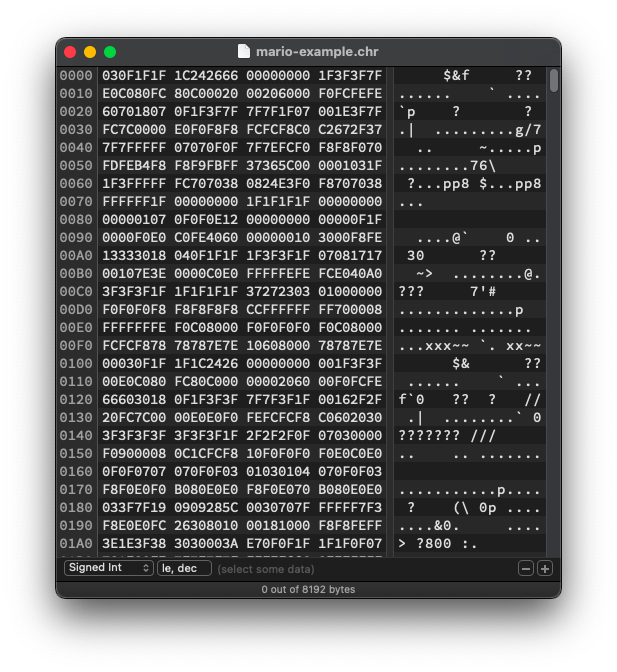 mario-example.chr
0000 030F1F1F 1C242666 00000000 1F3F3F7F $&f ??
0010 E0C080FC 80C00020 00206000 F0FCFEFE ...... ` ....
0020 60701807 0F1F3F7F 7F7F1F07 001E3F7F `p ? ?
0030 FC7C0000 E0F0F8F8 FCFCF8C0 C2672F37 .| .........g/7
0040 7F7FFFFF 07070F0F 7F7EFCF0 F8F8F070 .. ~.....p
0050 FDFEB4F8 F8F9FBFF 37365C00 0001031F ........76\
0060 1F3FFFFF FC707038 0824E3F0 F8707038 ?...pp8 $...pp8
0070 FFFFFF1F 00000000 1F1F1F1F 00000000 ...
0080 00000107 0F0F0E12 00000000 00000F1F
0090 0000F0E0 C0FE4060 00000010 3000F8FE ....@` 0 ..
00A0 13333018 040F1F1F 1F3F3F1F 07081717 30 ??
00B0 00107E3E 0000C0E0 FFFFFEFE FCE040A0 ~> ........@.
00C0 3F3F3F1F 1F1F1F1F 37272303 01000000 ??? 7'#
00D0 F0F0F0F8 F8F8F8F8 CCFFFFFF FF700008 .............p
00E0 FFFFFFFE F0C08000 F0F0F0F0 F0C08000 ....... .......
00F0 FCFCF878 78787E7E 10608000 78787E7E ...xxx~~ `. xx~~
0100 00030F1F 1F1C2426 00000000 001F3F3F $& ??
0110 00E0C080 FC80C000 00002060 00F0FCFE ...... ` ...
0120 66603018 0F1F3F3F 7F7F3F1F 00162F2F f`0 ?? ? //
0130 20FC7C00 00E0F0F0 FEFCFCF8 C0602030 .| ........` 0
0140 3F3F3F3F 3F3F3F1F 2F2F2F0F 07030000 ??????? ///
0150 F0900008 0C1CFCF8 10F0F0F0 F0E0C0E0 .. .. .......
0160 0F0F0707 070F0F03 01030104 070F0F03
0170 F8F0E0F0 B080E0E0 F8F0E070 B080E0E0 ...........p....
0180 033F7F19 0909285C 0030707F FFFFF7F3 ? (\ 0p ....
0190 F8E0E0FC 26308010 00181000 F8F8FEFF ....&0. ....
01A0 3E1E3F38 3030003A E70F0F1F 1F1F0F07 > ?800 :.
Signed Int le, dec (select some data)
0 out of 8192 bytes